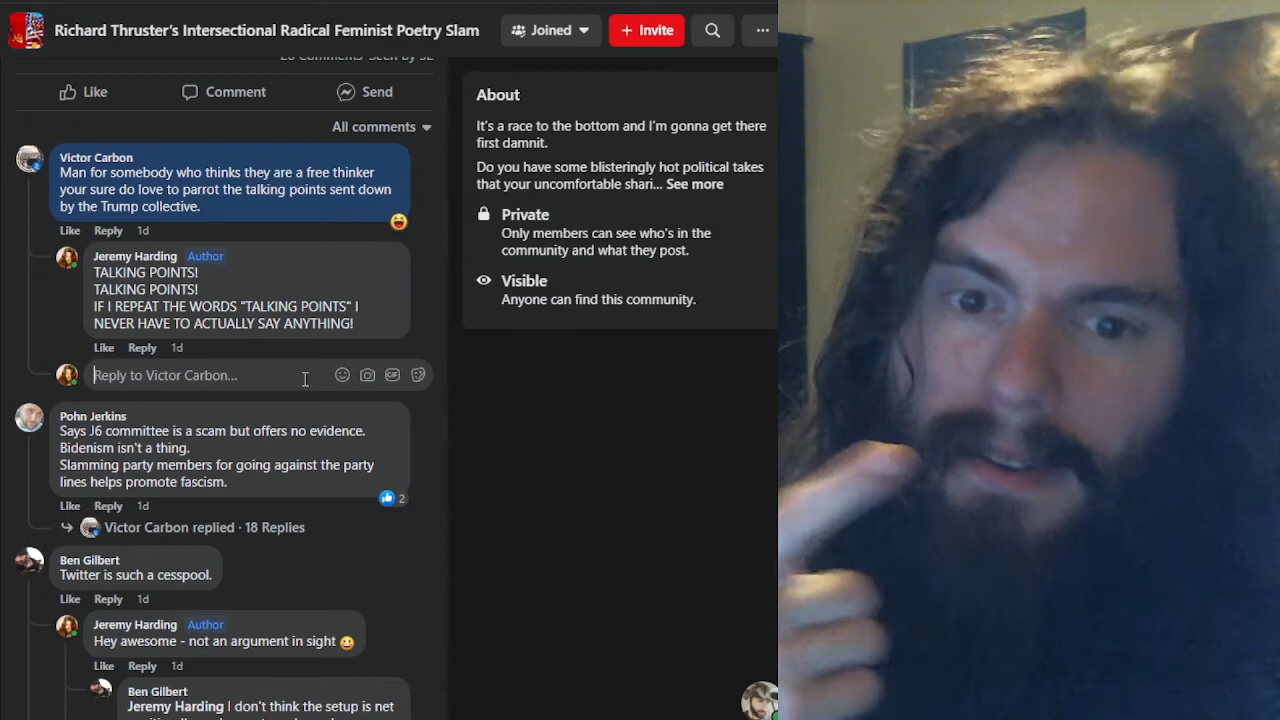 Richard Thruster's Intersectional Radical Feminist Poetry Slam
Joined
+ Invite
Like
Comment
Send
All comments
Victor Carbon
Man for somebody who thinks they are a free thinker
your sure do love to parrot the talking points sent down
by the Trump collective.
Like Reply 1d
Jeremy Harding Author
TALKING POINTS!
TALKING POINTS!
IF I REPEAT THE WORDS "TALKING POINTS" I
NEVER HAVE TO ACTUALLY SAY ANYTHING!
Like Reply 1d
Reply to Victor Carbon...
GIF
Pohn Jerkins
Says J6 committee is a scam but offers no evidence.
Bidenism isn't a thing.
Slamming party members for going against the party
lines helps promote fascism.
2
Like Reply 1d
Victor Carbon replied · 18 Replies
Ben Gilbert
Twitter is such a cesspool.
Like Reply 1d
Jeremy Harding Author
Hey awesome - not an argument in sight
Like Reply 1d
Ben Gilbert
Jeremy Harding I don't think the setup is net
About
It's a race to the bottom and I'm gonna get there
first damnit.
Do you have some blisteringly hot political takes
that your uncomfortable shari... See more
Private
Only members can see who's in the
community and what they post.
Visible
Anyone can find this community.